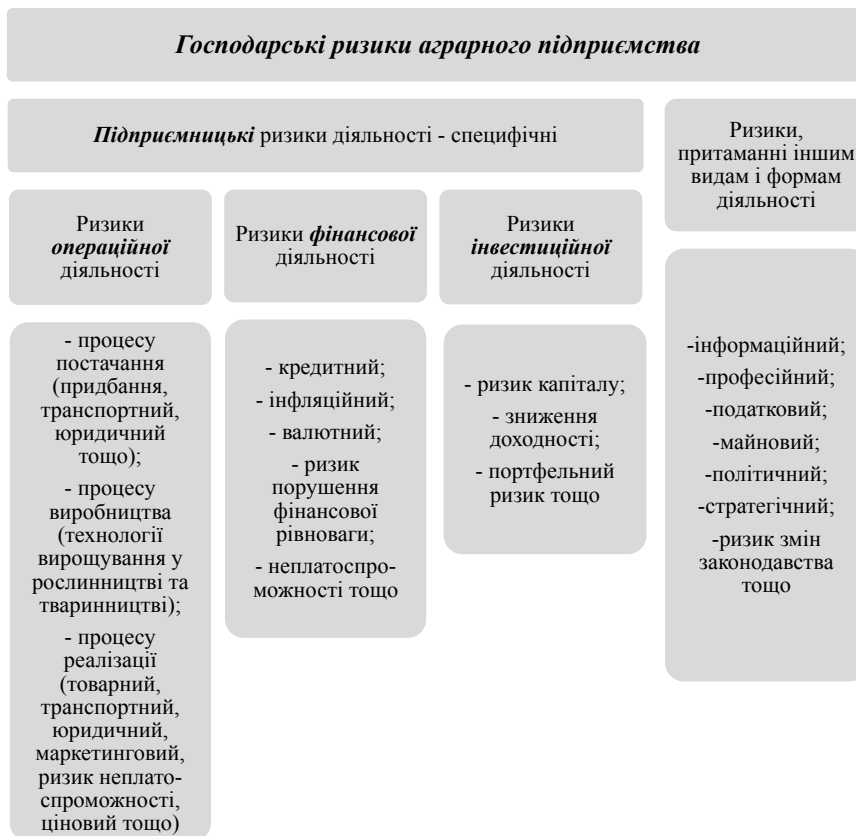 Господарські ризики аграрного підприємства
Підприємницькі ризики діяльності - специфічні
Ризики
операційної
діяльності
- процесу
постачання
(придбання,
транспортний,
юридичний
тощо);
- процесу
виробництва
(технології
вирощування у
рослинництві та
тваринництві);
- процесу
реалізації
(товарний,
транспортний,
юридичний,
маркетинговий,
ризик неплато-
спроможності,
ціновий тощо)
Ризики фінансової
діяльності
- кредитний;
- інфляційний;
- валютний;
- ризик
порушення
фінансової
рівноваги;
- неплатоспро-
можності тощо
Ризики
інвестиційної
діяльності
- ризик капіталу;
- зниження
доходності;
- портфельний
ризик тощо
Ризики,
притаманні іншим
видам і формам
діяльності
-інформаційний;
-професійний;
-податковий;
-майновий;
-політичний;
-стратегічний;
-ризик змін
законодавства
тощо